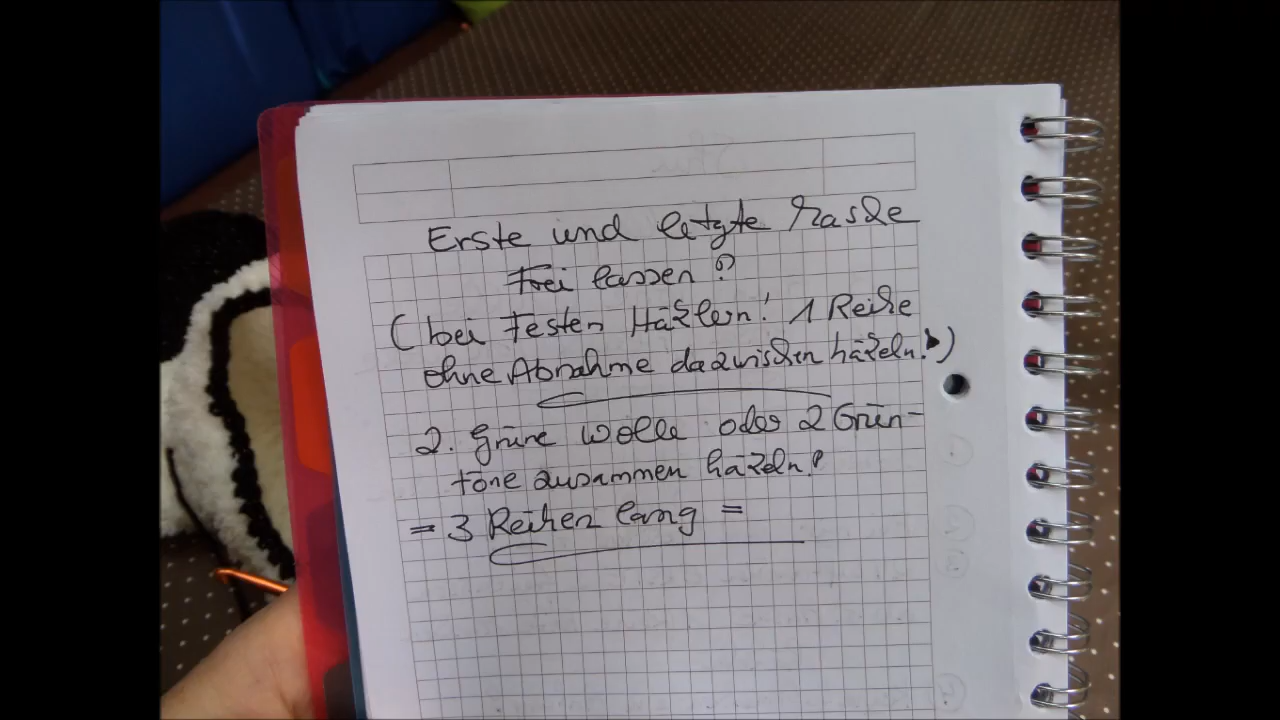 Erste und letzte Masche
Frei lassen?
(bei Festen Häkeln! 1 Reihe
ohne Abnahme dazwischen häkeln!)
2. Grüne Wolle oder 2 Grün-
töne zusammen häkeln?
= 3 Reihen lang =